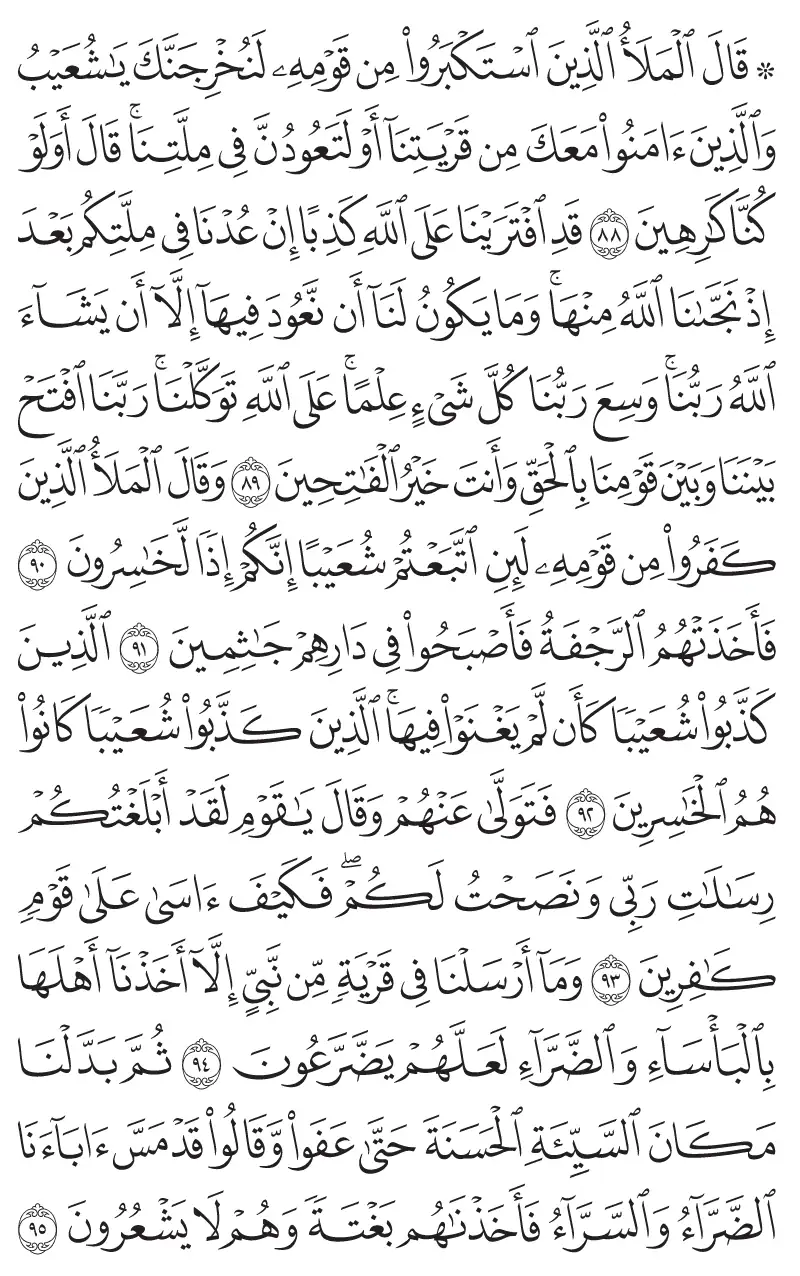 ۞ قَالَ ٱلْمَلَأُ ٱلَّذِينَ ٱسْتَكْبَرُوا۟ مِن قَوْمِهِۦ لَنُخْرِجَنَّكَ يَـٰشُعَيْبُ
وَٱلَّذِينَ ءَامَنُوا۟ مَعَكَ مِن قَرْيَتِنَآ أَوْ لَتَعُودُنَّ فِى مِلَّتِنَا ۚ قَالَ أَوَلَوْ
كُنَّا كَـٰرِهِينَ ٨٨ قَدِ ٱفْتَرَيْنَا عَلَى ٱللَّهِ كَذِبًا إِنْ عُدْنَا فِى مِلَّتِكُم بَعْدَ
إِذْ نَجَّىٰنَا ٱللَّهُ مِنْهَا ۚ وَمَا يَكُونُ لَنَآ أَن نَّعُودَ فِيهَآ إِلَّآ أَن يَشَآءَ
ٱللَّهُ رَبُّنَا ۚ وَسِعَ رَبُّنَا كُلَّ شَىْءٍ عِلْمًا ۚ عَلَى ٱللَّهِ تَوَكَّلْنَا ۚ رَبَّنَا ٱفْتَحْ
بَيْنَنَا وَبَيْنَ قَوْمِنَا بِٱلْحَقِّ وَأَنتَ خَيْرُ ٱلْفَـٰتِحِينَ ٨٩ وَقَالَ ٱلْمَلَأُ ٱلَّذِينَ
كَفَرُوا۟ مِن قَوْمِهِۦ لَئِنِ ٱتَّبَعْتُمْ شُعَيْبًا إِنَّكُمْ إِذًا لَّخَـٰسِرُونَ ٩٠
فَأَخَذَتْهُمُ ٱلرَّجْفَةُ فَأَصْبَحُوا۟ فِى دَارِهِمْ جَـٰثِمِينَ ٩١ ٱلَّذِينَ
كَذَّبُوا۟ شُعَيْبًا كَأَن لَّمْ يَغْنَوْا۟ فِيهَا ۚ ٱلَّذِينَ كَذَّبُوا۟ شُعَيْبًا كَانُوا۟
هُمُ ٱلْخَـٰسِرِينَ ٩٢ فَتَوَلَّىٰ عَنْهُمْ وَقَالَ يَـٰقَوْمِ لَقَدْ أَبْلَغْتُكُمْ
رِسَـٰلَـٰتِ رَبِّى وَنَصَحْتُ لَكُمْ ۖ فَكَيْفَ ءَاسَىٰ عَلَىٰ قَوْمٍ
كَـٰفِرِينَ ٩٣ وَمَآ أَرْسَلْنَا فِى قَرْيَةٍ مِّن نَّبِىٍّ إِلَّآ أَخَذْنَآ أَهْلَهَا
بِٱلْبَأْسَآءِ وَٱلضَّرَّآءِ لَعَلَّهُمْ يَضَّرَّعُونَ ٩٤ ثُمَّ بَدَّلْنَا
مَكَانَ ٱلسَّيِّئَةِ ٱلْحَسَنَةَ حَتَّىٰ عَفَوا۟ وَّقَالُوا۟ قَدْ مَسَّ ءَابَآءَنَا
ٱلضَّرَّآءُ وَٱلسَّرَّآءُ فَأَخَذْنَـٰهُم بَغْتَةً وَهُمْ لَا يَشْعُرُونَ ٩٥